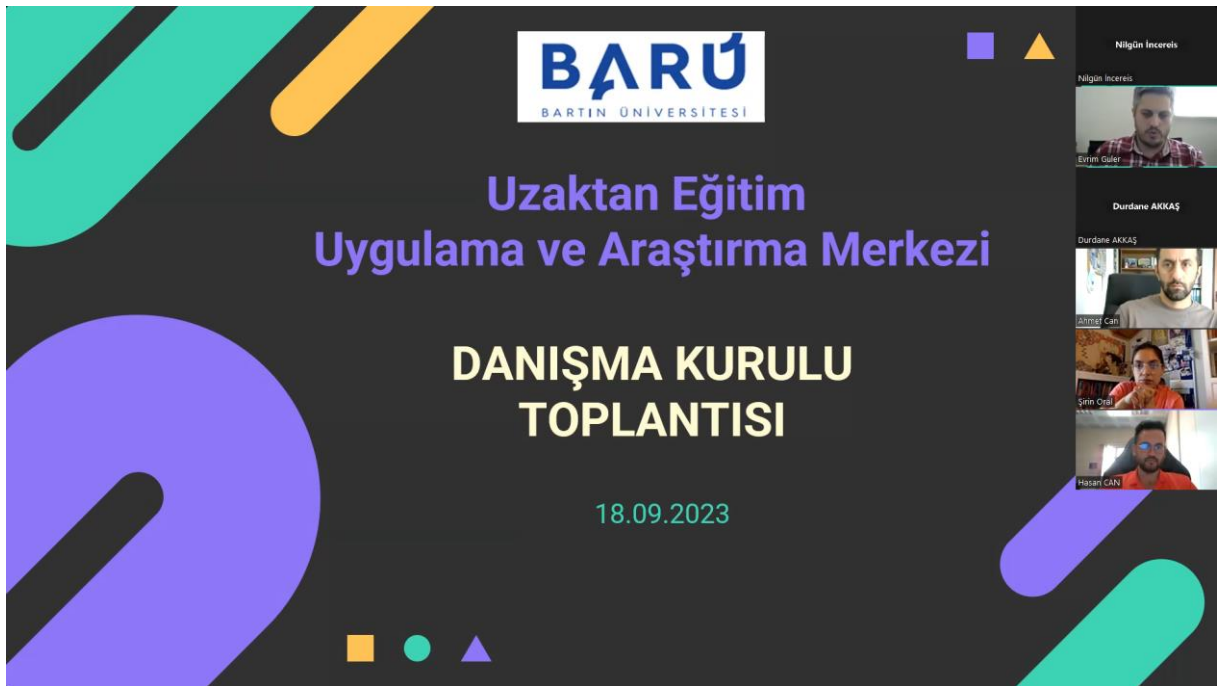 BARÜ
BARTIN ÜNİVERSİTESİ
Uzaktan Eğitim
Uygulama ve Araştırma Merkezi
DANIŞMA KURULU
TOPLANTISI
18.09.2023
Nilgün İncereis
Nilgün İncereis
Evrim Guler
Durdane AKKAŞ
Durdane AKKAŞ
Ahmet Can
Şirin Oral
Hasan CAN